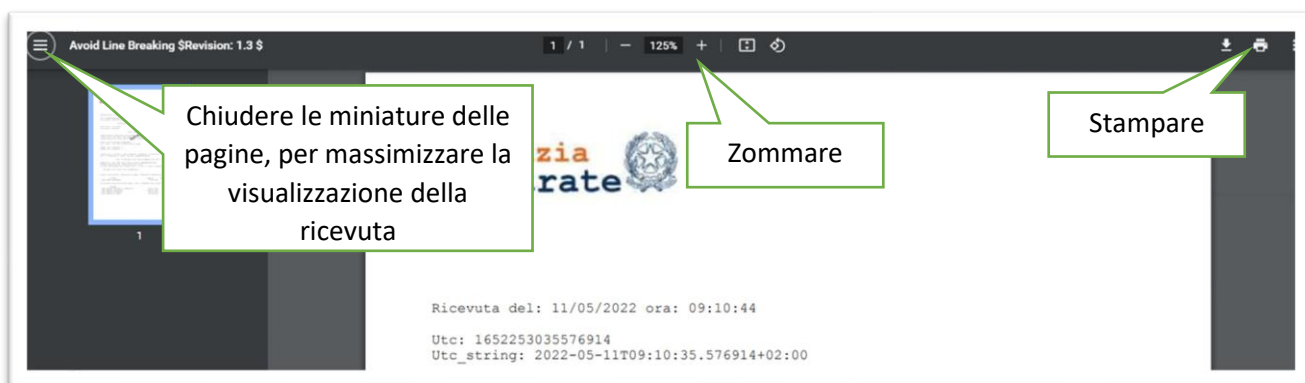 Avoid Line Breaking $Revision: 1.3 $
1 / 1 | − 125% + |
Chiudere le miniature delle
pagine, per massimizzare la
visualizzazione della
ricevuta
zia
rate
Zommare
Stampare
1
Ricevuta del: 11/05/2022 ora: 09:10:44
Utc: 1652253035576914
Utc_string: 2022-05-11T09:10:35.576914+02:00